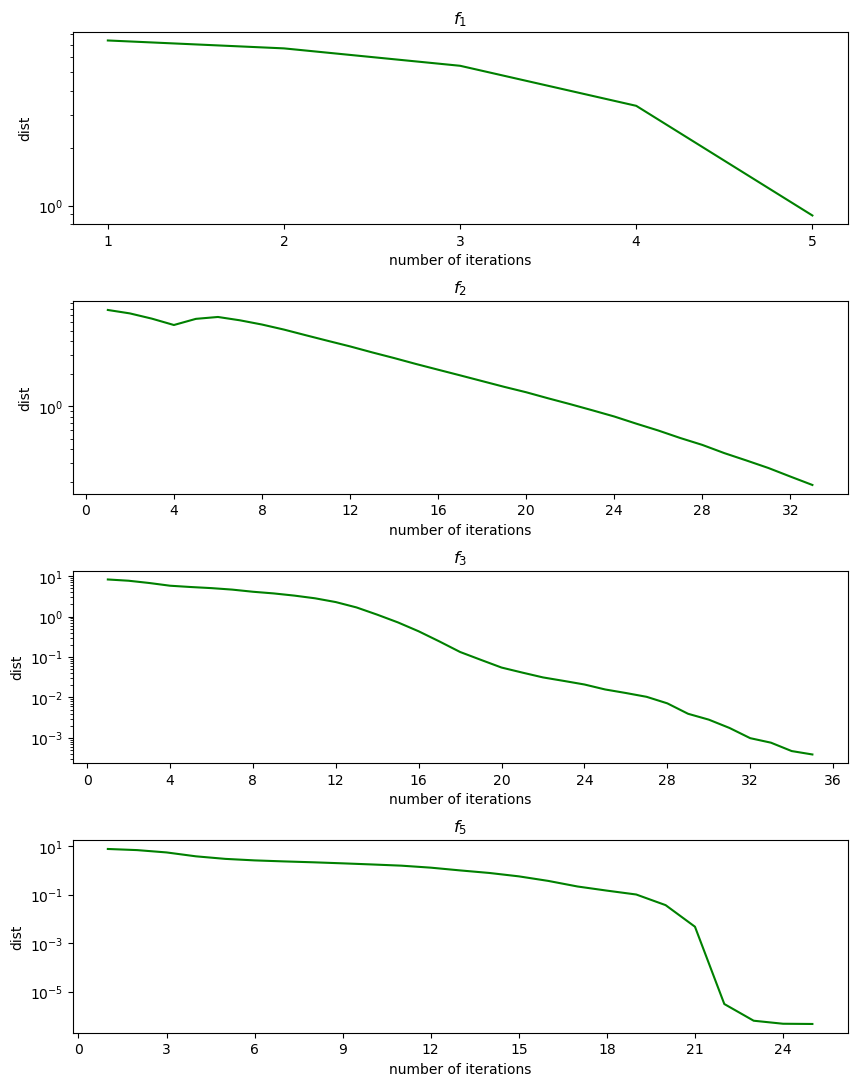 f₁
dist
10⁰
1 2 3 4 5
number of iterations
f₂
dist
10⁰
0 4 8 12 16 20 24 28 32
number of iterations
f₃
dist
10¹
10⁰
10⁻¹
10⁻²
10⁻³
0 4 8 12 16 20 24 28 32 36
number of iterations
f₅
dist
10¹
10⁻¹
10⁻³
10⁻⁵
0 3 6 9 12 15 18 21 24
number of iterations